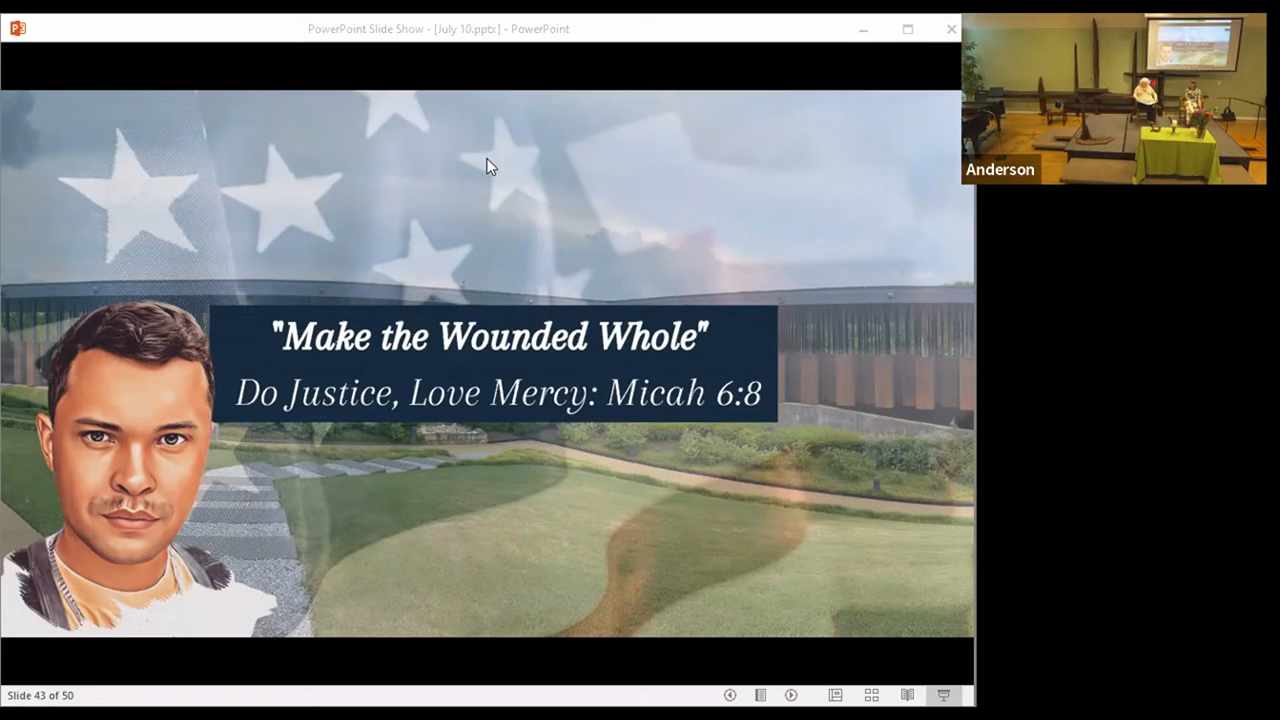 PowerPoint Slide Show - [July 10.pptx] - PowerPoint
Anderson
"Make the Wounded Whole"
Do Justice, Love Mercy: Micah 6:8
Slide 43 of 50